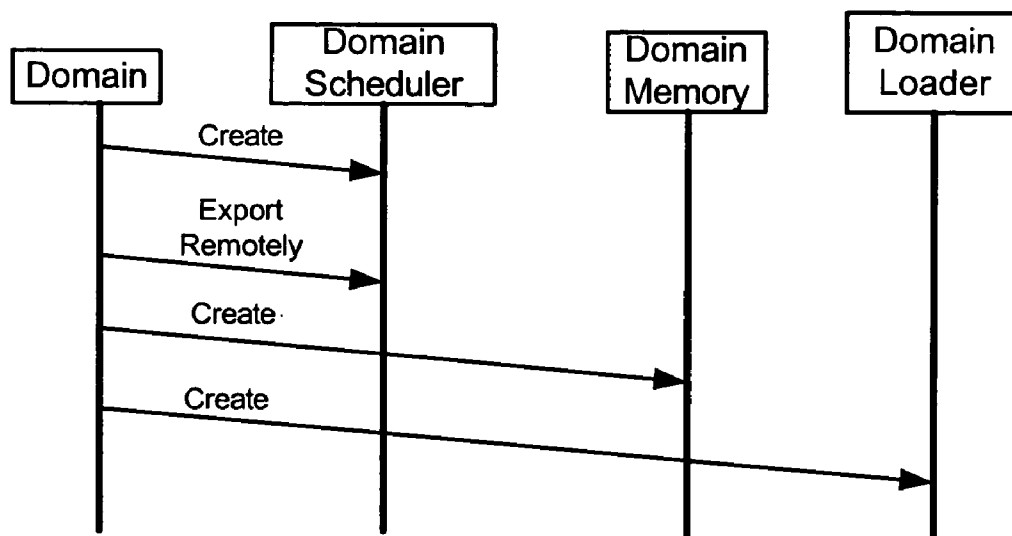 Domain
Domain
Scheduler
Domain
Memory
Domain
Loader
Create
Export
Remotely
Create
Create